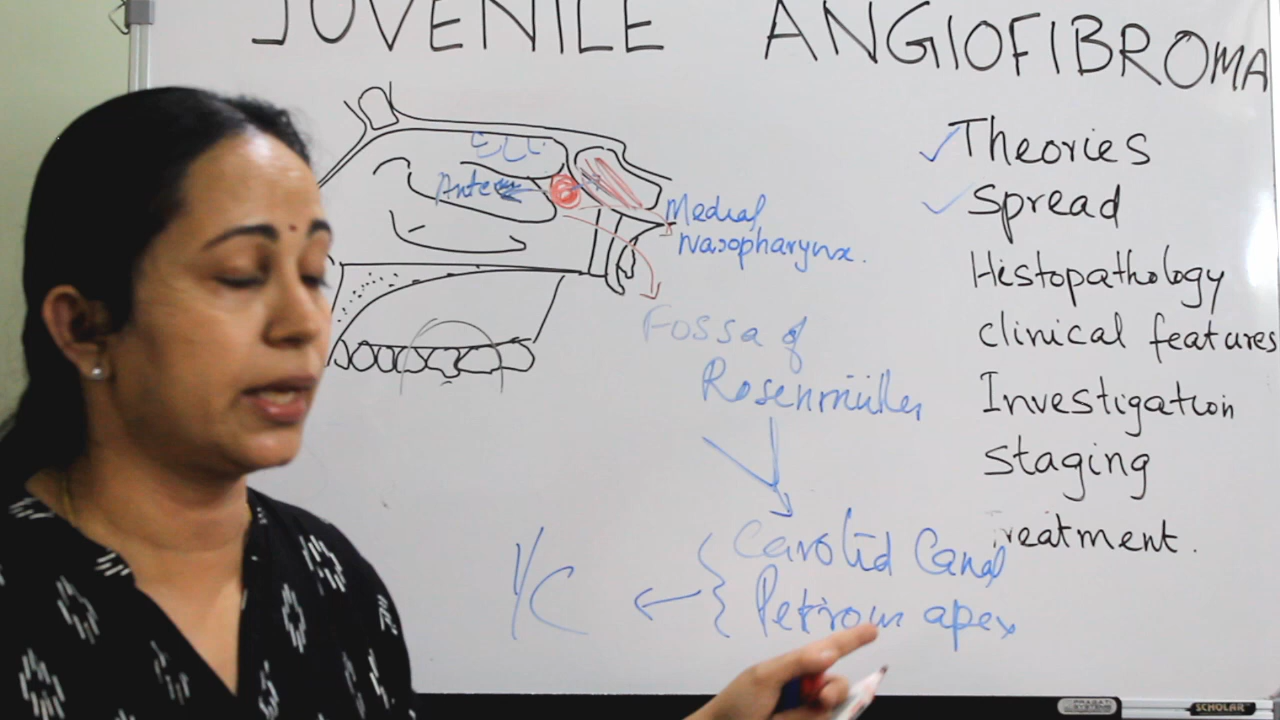 JUVENILE ANGIOFIBROMA
Medial
Nasopharynx.
Fossa of
Rosenmüller
Carotid Canal
Petrous apex
I/C
Theories
Spread
Histopathology
clinical features
Investigation
staging
reatment.
SCHOLAR